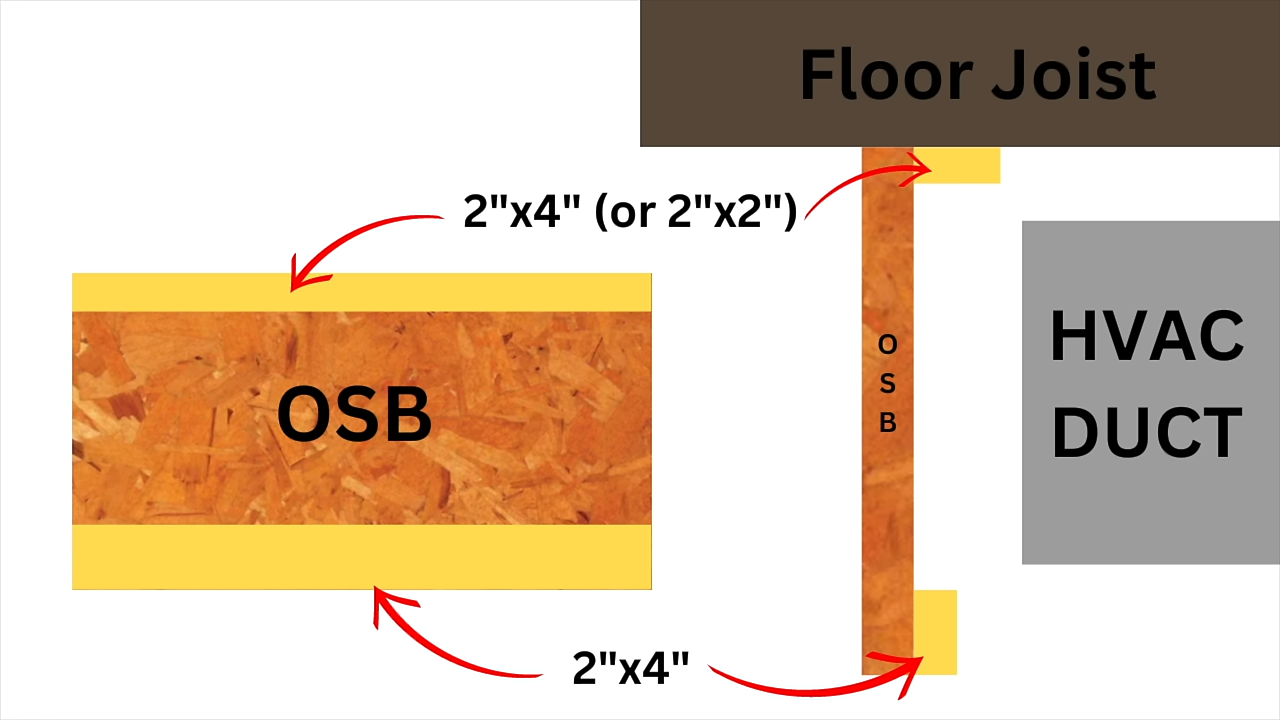 Floor Joist
2"x4" (or 2"x2")
OSB
O
S
B
HVAC
DUCT
2"x4"